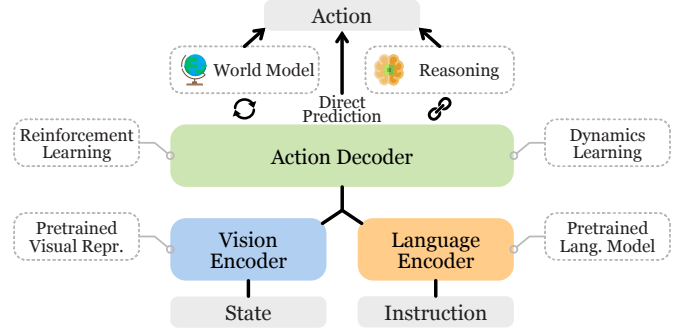 Action
World Model
Reasoning
Direct
Prediction
Reinforcement
Learning
Action Decoder
Dynamics
Learning
Pretrained
Visual Repr.
Vision
Encoder
Language
Encoder
Pretrained
Lang. Model
State
Instruction